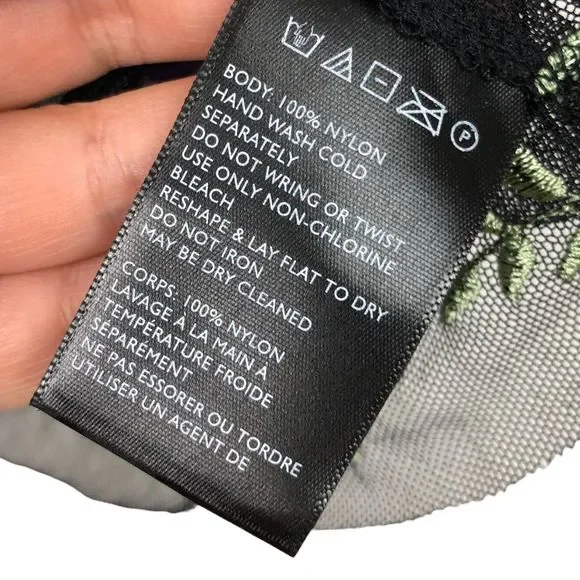 P
BODY: 100% NYLON
HAND WASH COLD
SEPARATELY
DO NOT WRING OR TWIST
USE ONLY NON-CHLORINE
BLEACH
RESHAPE & LAY FLAT TO DRY
DO NOT IRON
MAY BE DRY CLEANED
CORPS: 100% NYLON
LAVAGE À LA MAIN À
TEMPÉRATURE FROIDE
SÉPARÉMENT
NE PAS ESSORER OU TORDRE
UTILISER UN AGENT DE